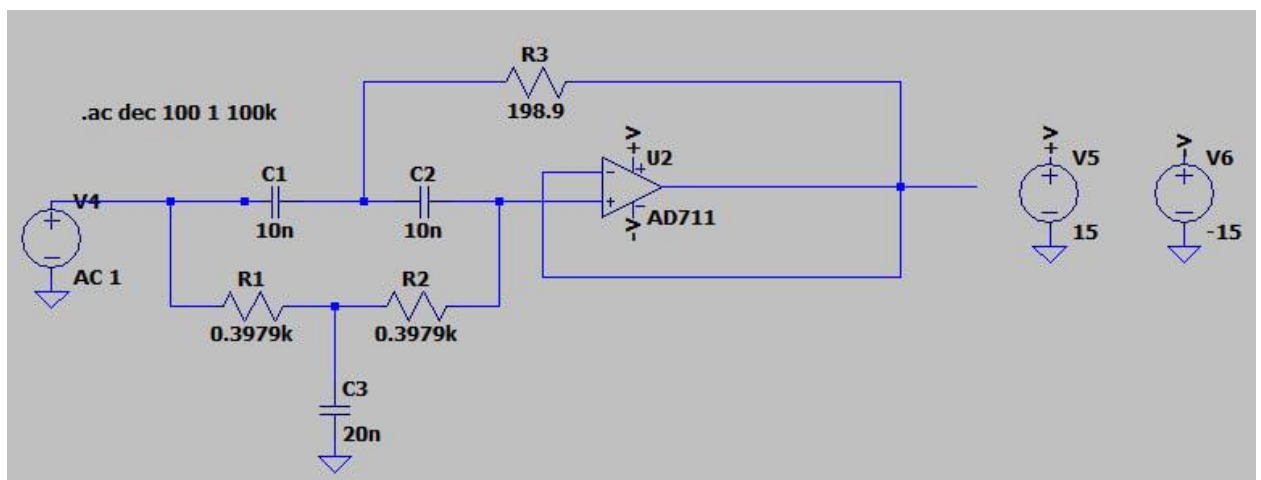 R3
198.9
.ac dec 100 1 100k
+V
U2
-
+
+
-
AD711
-V
C1
10n
C2
10n
V4
+
-
AC 1
R1
0.3979k
R2
0.3979k
C3
20n
+V
V5
+
-
15
-V
V6
+
-
-15